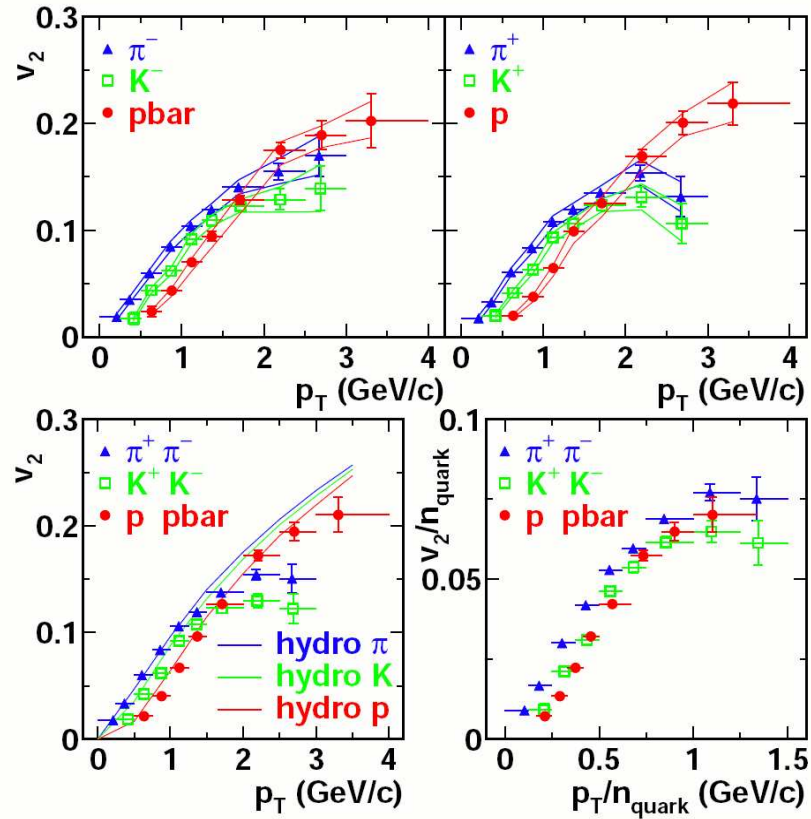 0.3
v2
π− π+
K− K+
pbar p
0.2
0.1
0
0 1 2 3 4 0 1 2 3 4
pT (GeV/c) pT (GeV/c)
0.3 0.1
v2 v2/nquark
π+ π− π+ π−
K+ K− K+ K−
p pbar p pbar
0.2
0.05
0.1
hydro π
hydro K
hydro p
0 0
0 1 2 3 4 0 0.5 1 1.5
pT (GeV/c) pT/nquark (GeV/c)